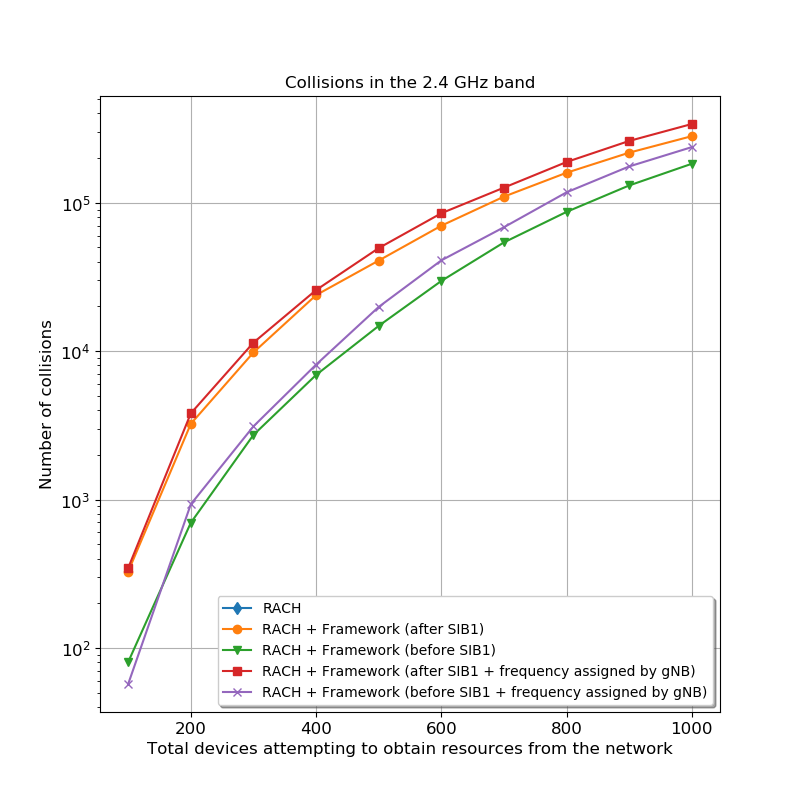 Collisions in the 2.4 GHz band
Number of collisions
10^5
10^4
10^3
10^2
RACH
RACH + Framework (after SIB1)
RACH + Framework (before SIB1)
RACH + Framework (after SIB1 + frequency assigned by gNB)
RACH + Framework (before SIB1 + frequency assigned by gNB)
200 400 600 800 1000
Total devices attempting to obtain resources from the network